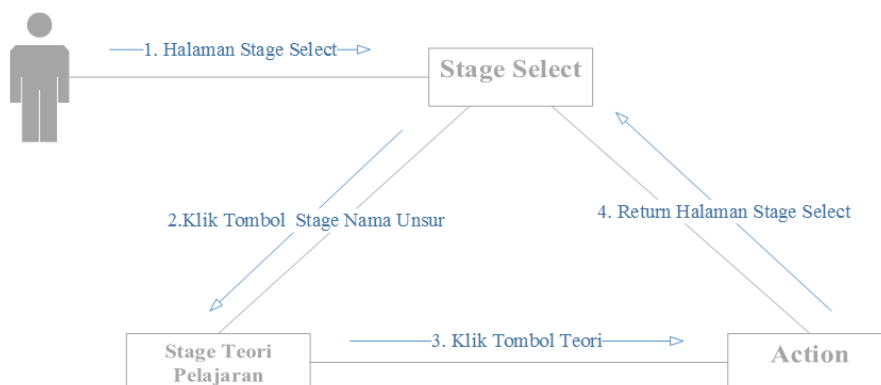 1. Halaman Stage Select
Stage Select
2.Klik Tombol Stage Nama Unsur
4. Return Halaman Stage Select
3. Klik Tombol Teori
Stage Teori
Pelajaran
Action